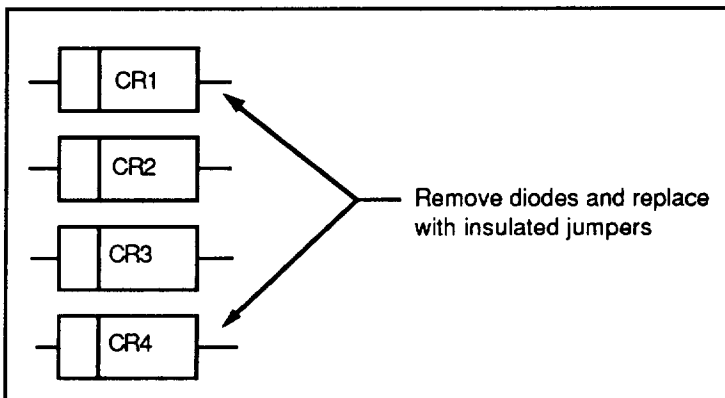 CR1
CR2
Remove diodes and replace
with insulated jumpers
CR3
CR4